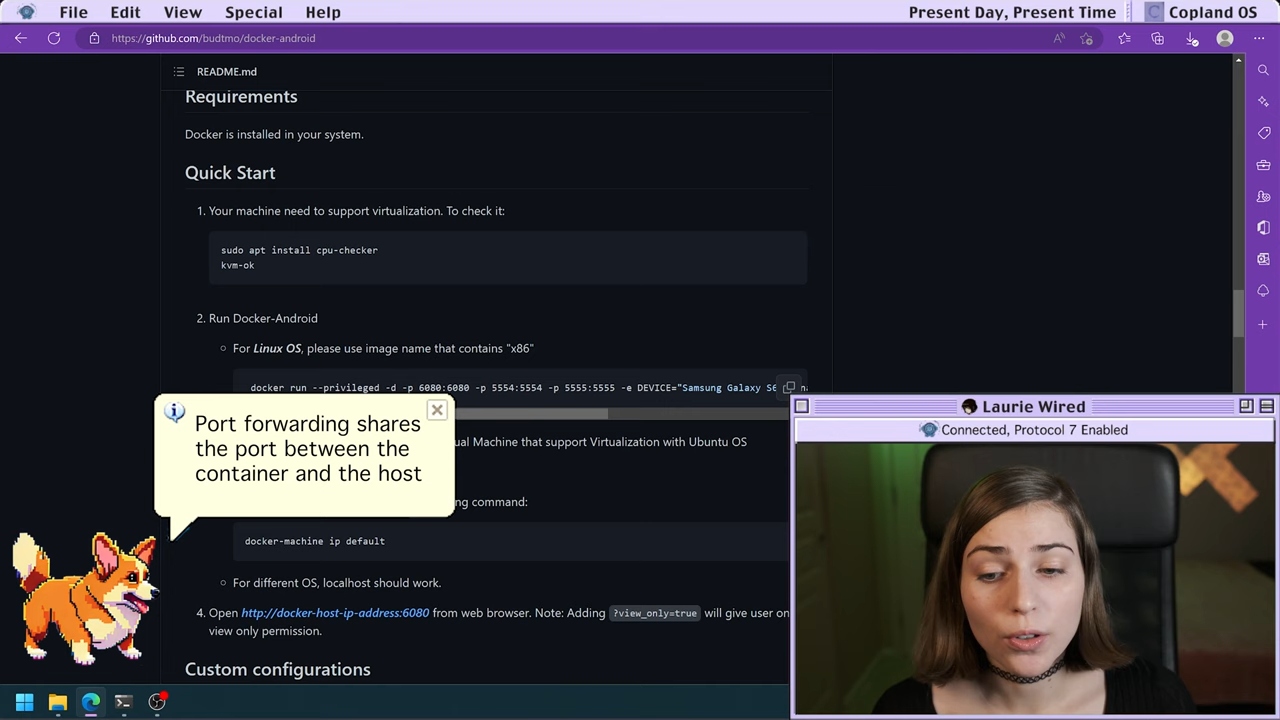 File Edit View Special Help
Present Day, Present Time
Copland OS
https://github.com/budtmo/docker-android
README.md
Requirements
Docker is installed in your system.
Quick Start
1. Your machine need to support virtualization. To check it:
sudo apt install cpu-checker
kvm-ok
2. Run Docker-Android
For Linux OS, please use image name that contains "x86"
docker run --privileged -d -p 6080:6080 -p 5554:5554 -p 5555:5555 -e DEVICE="Samsung Galaxy S6
Port forwarding shares
the port between the
container and the host
Machine that support Virtualization with Ubuntu OS
command:
docker-machine ip default
For different OS, localhost should work.
4. Open http://docker-host-ip-address:6080 from web browser. Note: Adding ?view_only=true will give user
view only permission.
Custom configurations
Laurie Wired
Connected, Protocol 7 Enabled